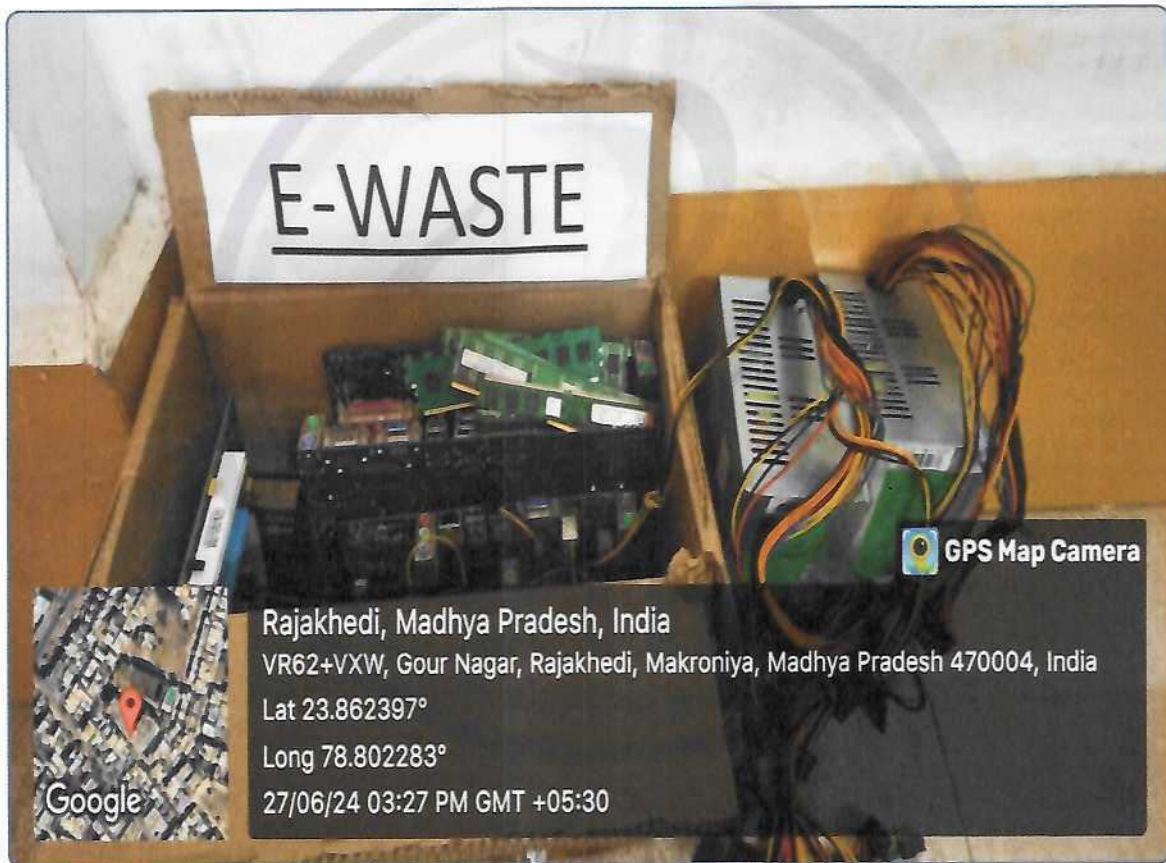 E-WASTE
GPS Map Camera
Rajakhedi, Madhya Pradesh, India
VR62+VXW, Gour Nagar, Rajakhedi, Makroniya, Madhya Pradesh 470004, India
Lat 23.862397°
Long 78.802283°
27/06/24 03:27 PM GMT +05:30
Google